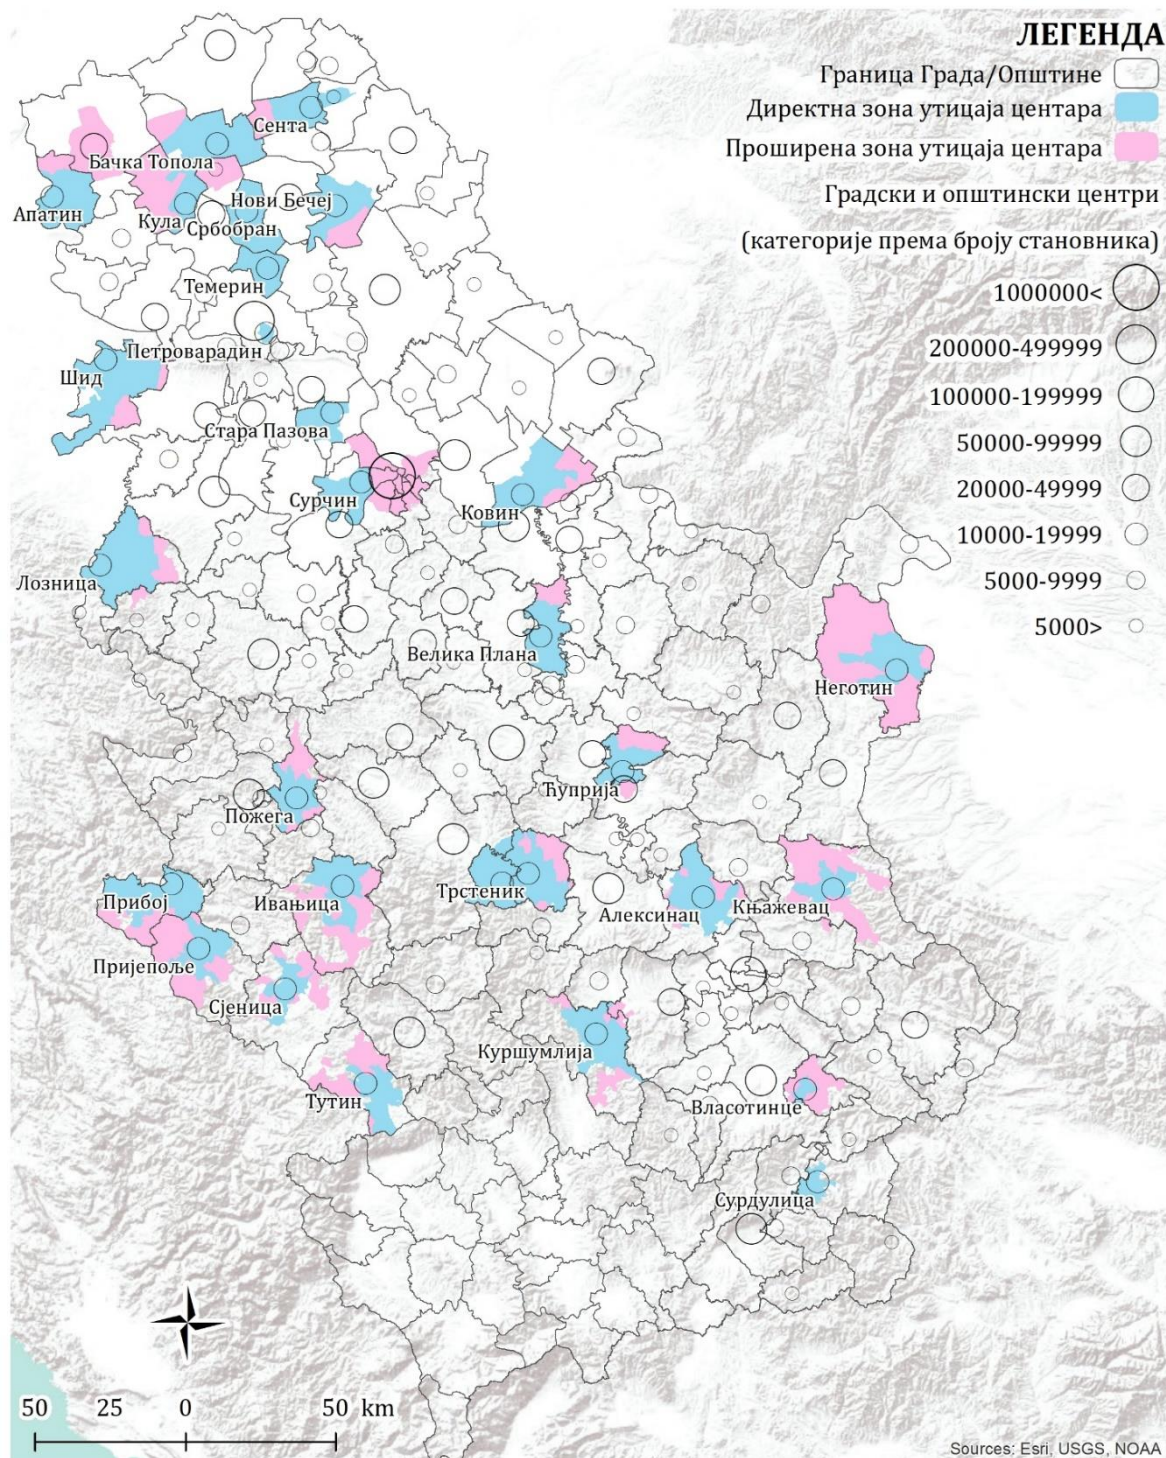 ЛЕГЕНДА
Граница Града/Општине
Директна зона утицаја центара
Проширена зона утицаја центара
Градски и општински центри
(категорије према броју становника)
1000000<
200000-499999
100000-199999
50000-99999
20000-49999
10000-19999
5000-9999
5000>
Сента
Бачка Топола
Апатин
Кула
Нови Бечеј
Србобран
Темерин
Петроварадин
Шид
Стара Пазова
Сурчин
Ковин
Лозница
Велика Плана
Неготин
Ћуприја
Пожега
Прибој
Ивањица
Трстеник
Алексинац
Књажевац
Пријепоље
Сјеница
Куршумлија
Тутин
Власотинце
Сурдулица
50 25 0 50 km
Sources: Esri, USGS, NOAA